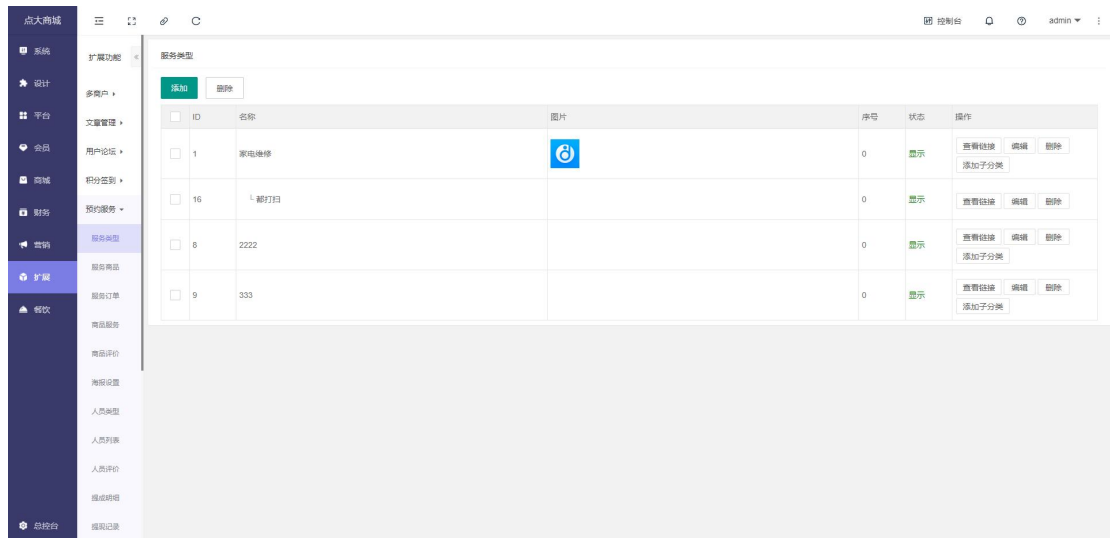 点大商城
控制台
admin
系统
设计
平台
会员
商城
财务
营销
扩展
餐饮
总控台
扩展功能
多商户
文章管理
用户论坛
积分签到
预约服务
服务类型
服务商品
服务订单
商品服务
商品评价
海报设置
人员类型
人员列表
人员评价
提成明细
提现记录
服务类型
添加 删除
ID 名称 图片 序号 状态 操作
1 家电维修 0 显示 查看链接 编辑 删除
添加子分类
16 └ 都打扫 0 显示 查看链接 编辑 删除
8 2222 0 显示 查看链接 编辑 删除
添加子分类
9 333 0 显示 查看链接 编辑 删除
添加子分类